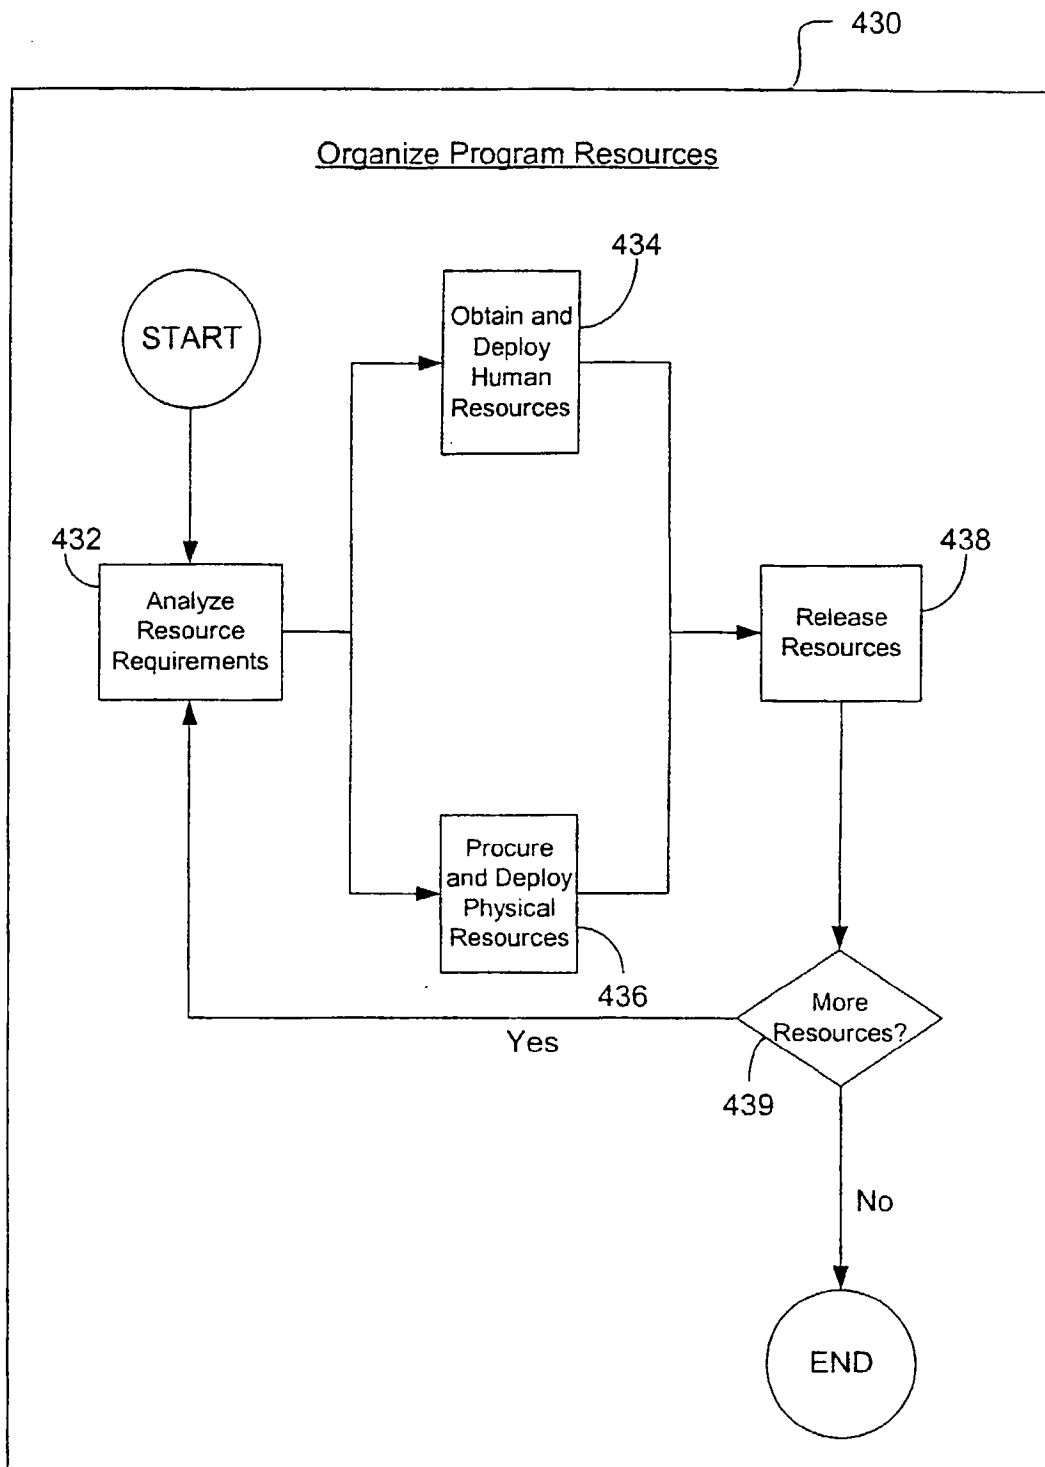 430
Organize Program Resources
434
START
Obtain and
Deploy
Human
Resources
432
438
Analyze
Resource
Requirements
Release
Resources
Procure
and Deploy
Physical
Resources
436
More
Resources?
Yes
439
No
END